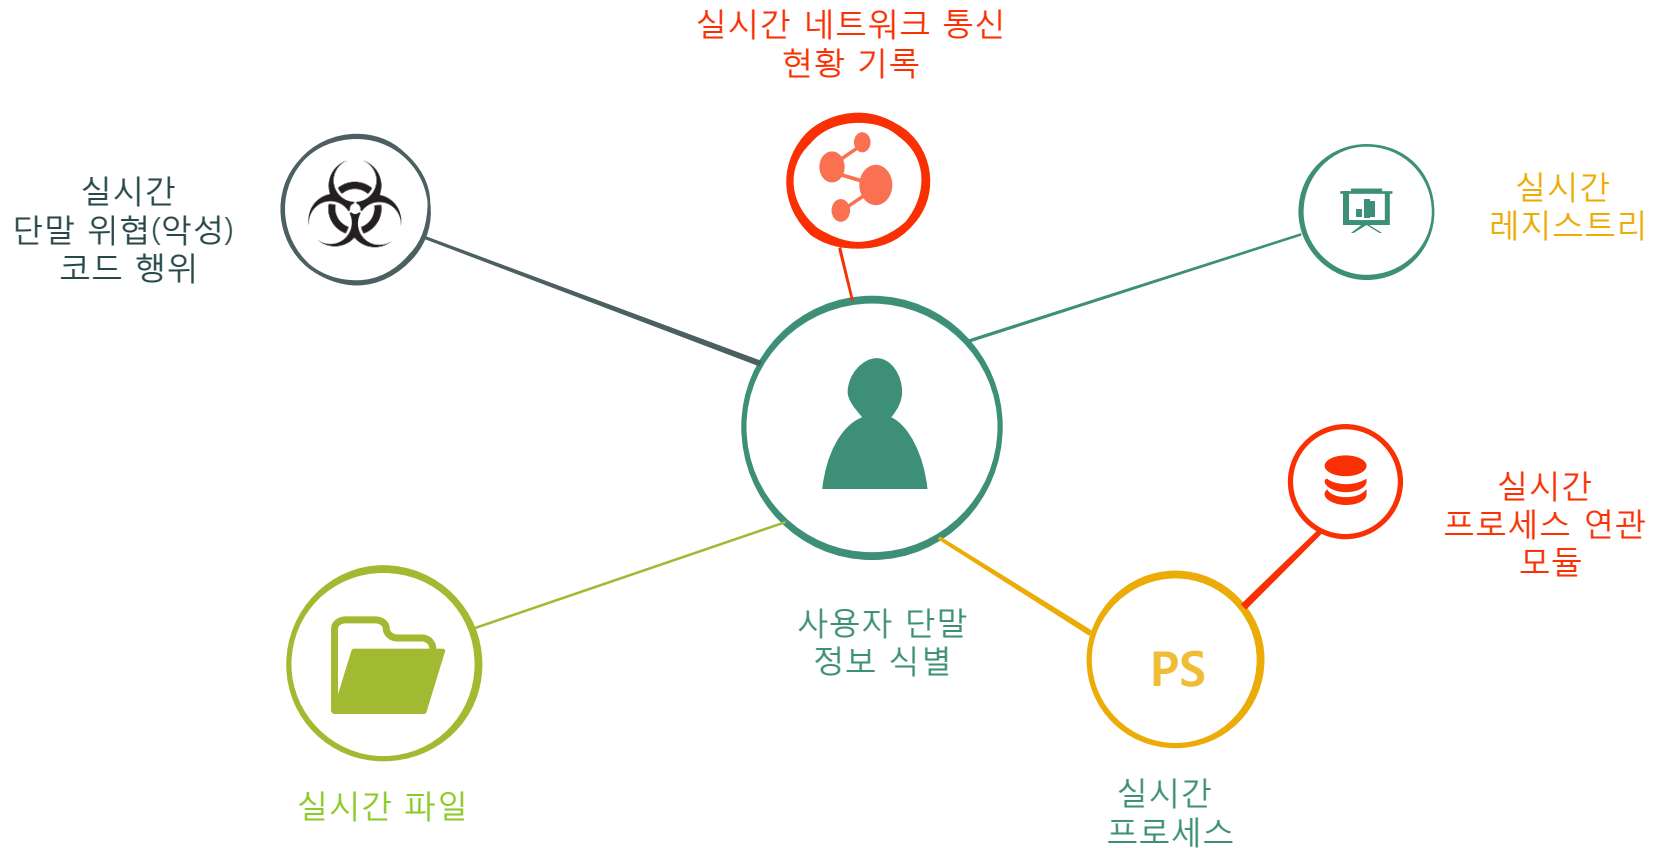 실시간 네트워크 통신
현황 기록
실시간
단말 위협(악성)
코드 행위
실시간
레지스트리
실시간
프로세스 연관
모듈
사용자 단말
정보 식별
PS
실시간 파일
실시간
프로세스